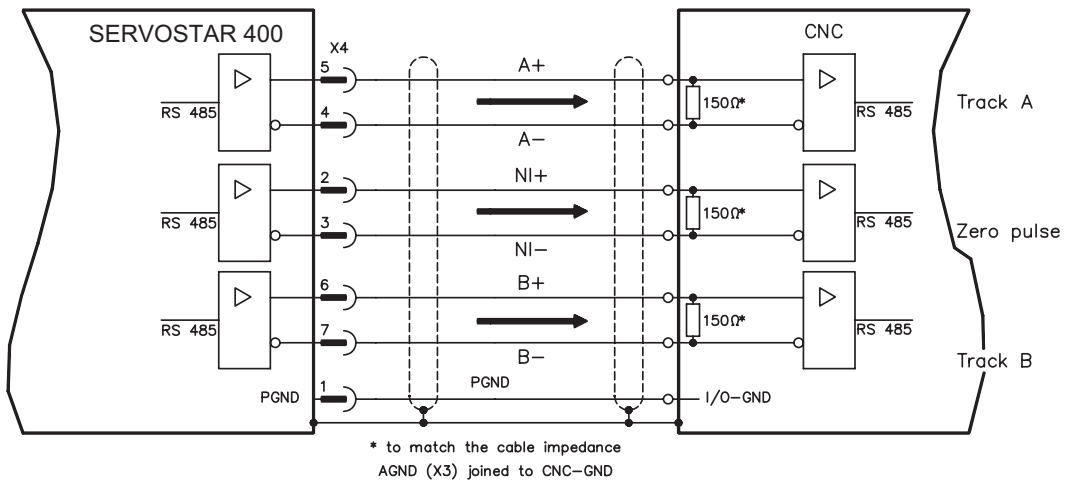 SERVOSTAR 400
CNC
X4
5
A+
RS 485
150Ω*
RS 485
Track A
4
A-
2
NI+
RS 485
150Ω*
RS 485
Zero pulse
3
NI-
6
B+
RS 485
150Ω*
RS 485
Track B
7
B-
PGND
1
PGND
I/O-GND
* to match the cable impedance
AGND (X3) joined to CNC-GND